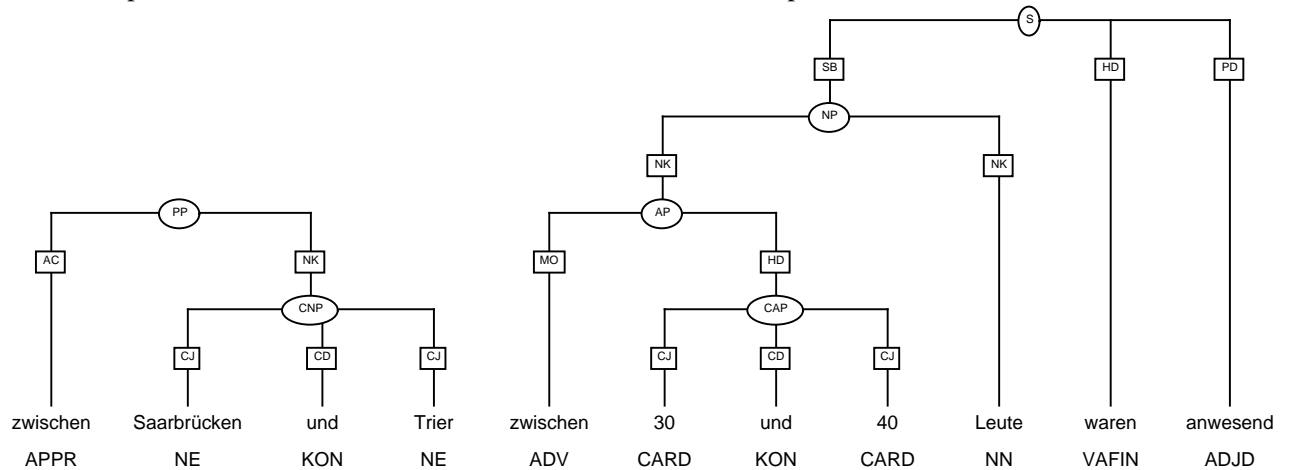 S
SB HD PD
NP
NK NK
PP AP
AC NK MO HD
CNP CAP
CJ CD CJ CJ CD CJ
zwischen Saarbrücken und Trier zwischen 30 und 40 Leute waren anwesend
APPR NE KON NE ADV CARD KON CARD NN VAFIN ADJD